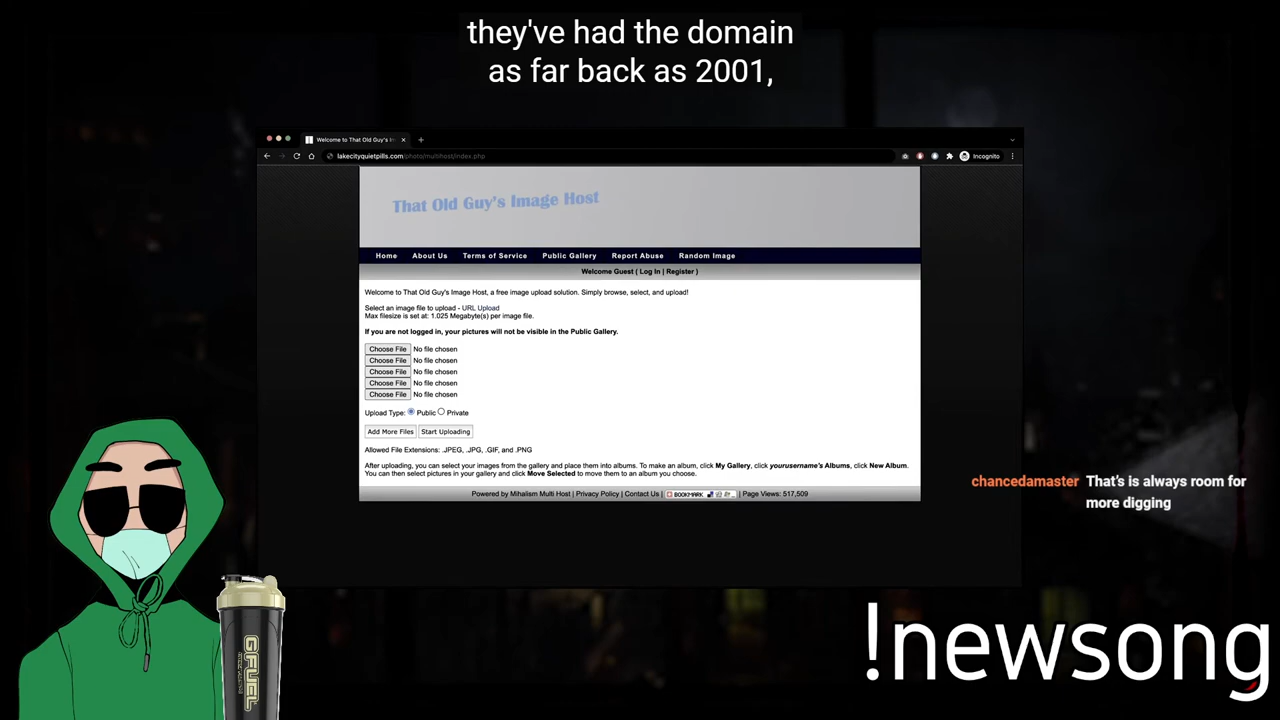 they've had the domain
as far back as 2001,
Welcome to That Old Guy's I
lakecityquietpills.com/photo/multihost/index.php
Incognito
That Old Guy's Image Host
Home About Us Terms of Service Public Gallery Report Abuse Random Image
Welcome Guest ( Log In | Register )
Welcome to That Old Guy's Image Host, a free image upload solution. Simply browse, select, and upload!
Select an image file to upload - URL Upload
Max filesize is set at: 1.025 Megabyte(s) per image file.
If you are not logged in, your pictures will not be visible in the Public Gallery.
Choose File No file chosen
Choose File No file chosen
Choose File No file chosen
Choose File No file chosen
Choose File No file chosen
Upload Type: Public Private
Add More Files Start Uploading
Allowed File Extensions: .JPEG, .JPG, .GIF, and .PNG
After uploading, you can select your images from the gallery and place them into albums. To make an album, click My Gallery, click yourusername's Albums, click New Album.
You can then select pictures in your gallery and click Move Selected to move them to an album you choose.
Powered by Mihalism Multi Host | Privacy Policy | Contact Us | BOOKMARK | Page Views: 517,509
chancedamaster That's is always room for
more digging
GFUEL
!newsong